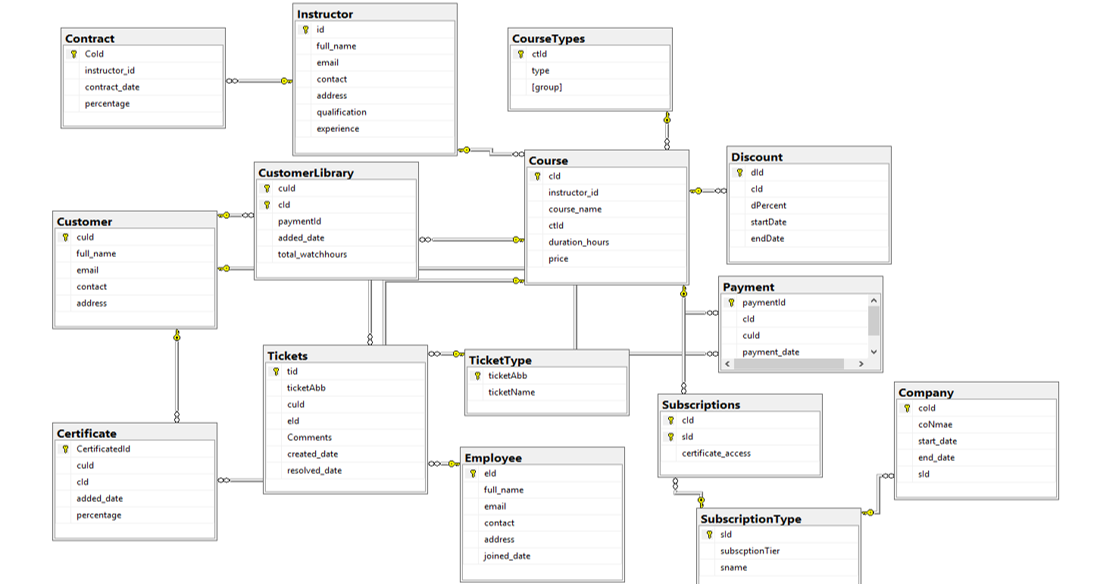 Contract
CoId
instructor_id
contract_date
percentage
Instructor
id
full_name
email
contact
address
qualification
experience
CourseTypes
ctId
type
[group]
CustomerLibrary
cuId
cId
paymentId
added_date
total_watchhours
Course
cId
instructor_id
course_name
ctId
duration_hours
price
Discount
dId
cId
dPercent
startDate
endDate
Customer
cuId
full_name
email
contact
address
Payment
paymentId
cId
cuId
payment_date
Tickets
tid
ticketAbb
cuId
eId
Comments
created_date
resolved_date
TicketType
ticketAbb
ticketName
Subscriptions
cId
sId
certificate_access
Company
coId
coNmae
start_date
end_date
sId
Certificate
CertificatedId
cuId
cId
added_date
percentage
Employee
eId
full_name
email
contact
address
joined_date
SubscriptionType
sId
subscptionTier
sname